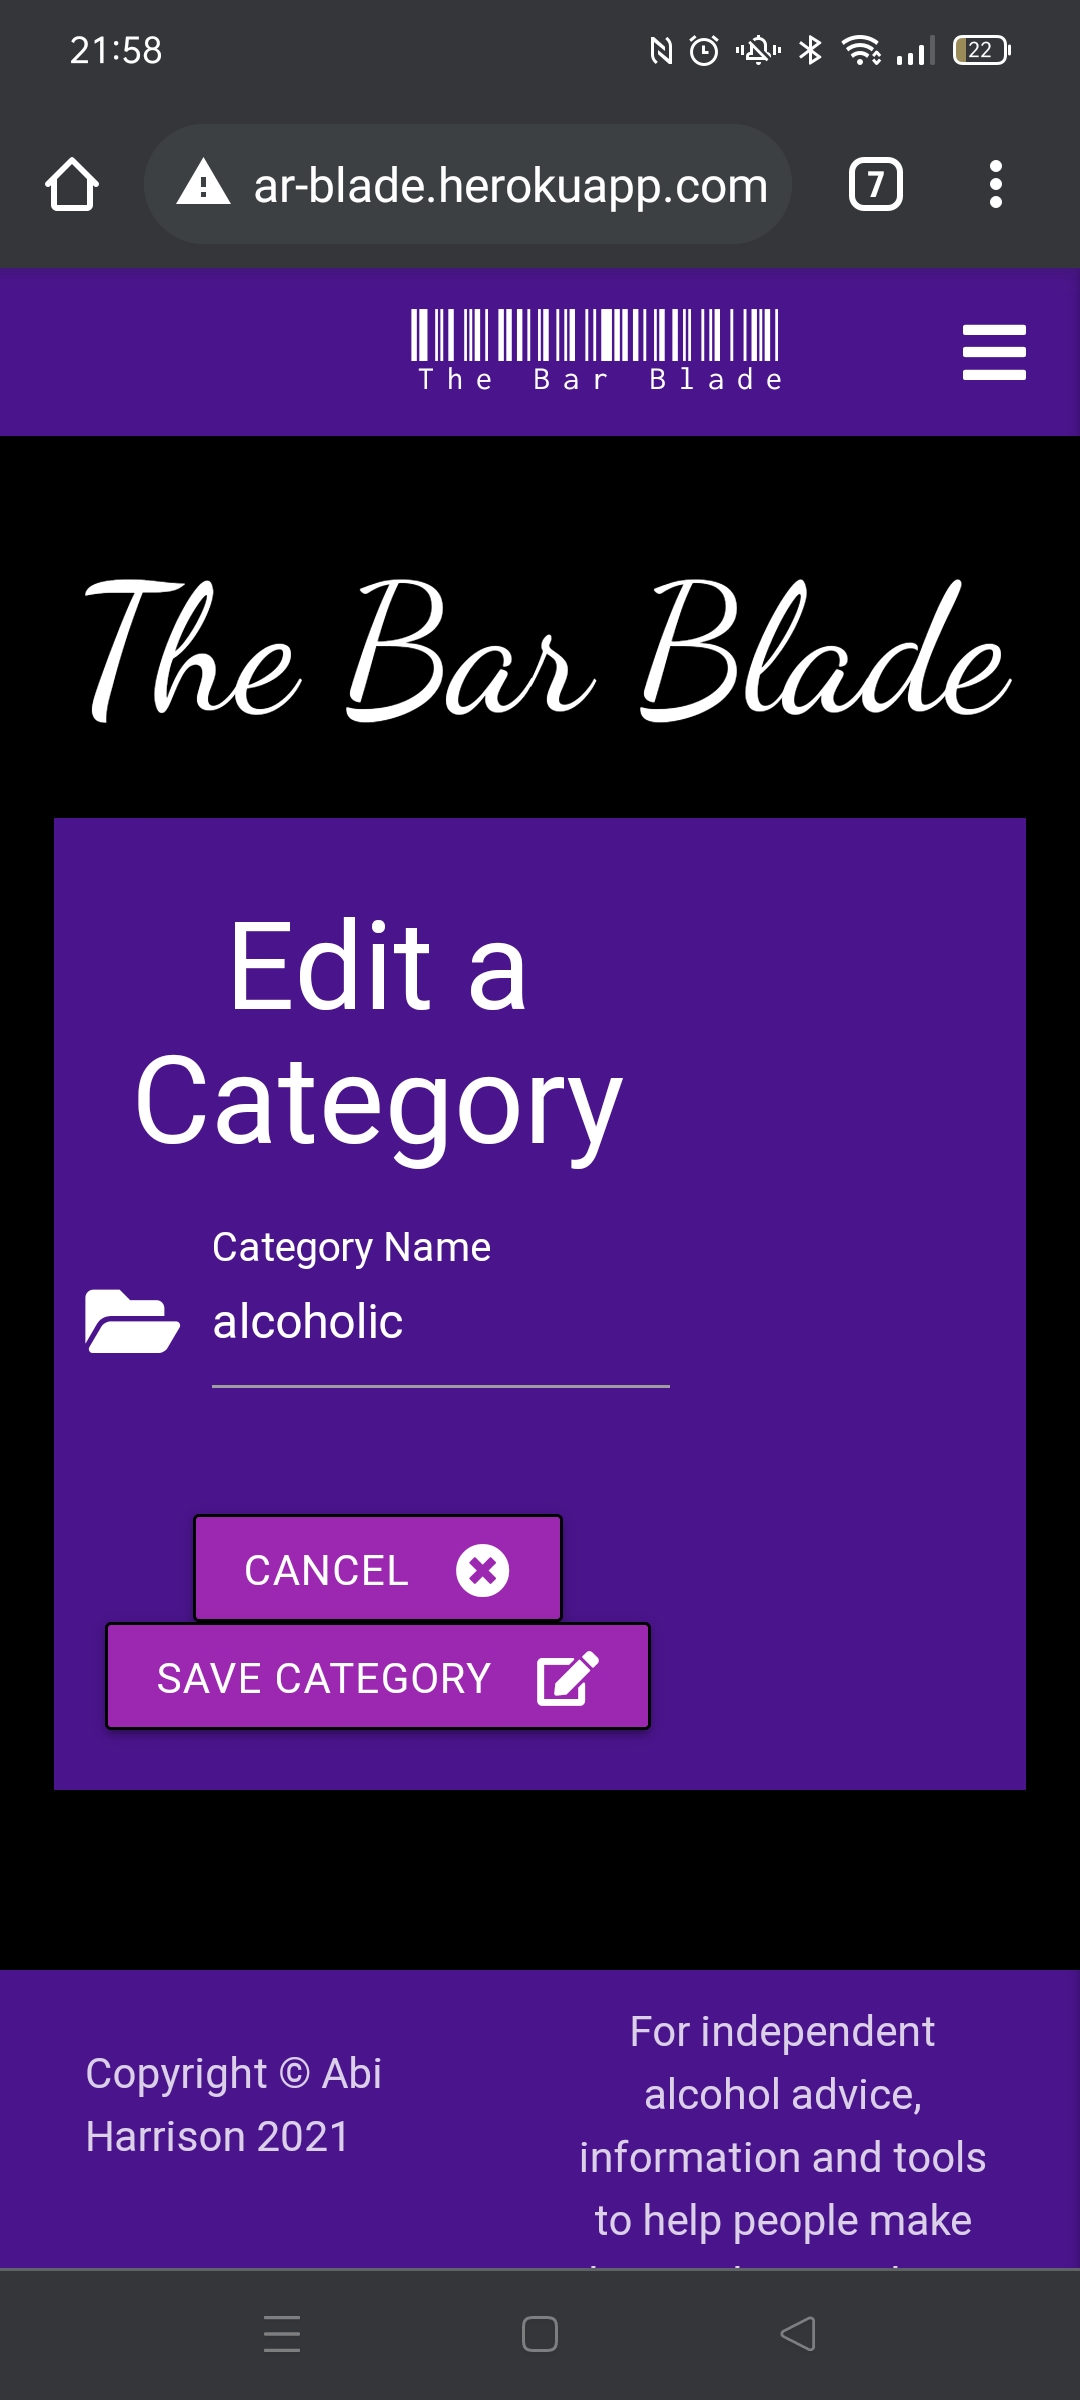 21:58
22
ar-blade.herokuapp.com
7
The Bar Blade
The Bar Blade
Edit a
Category
Category Name
alcoholic
CANCEL
SAVE CATEGORY
Copyright © Abi
Harrison 2021
For independent
alcohol advice,
information and tools
to help people make